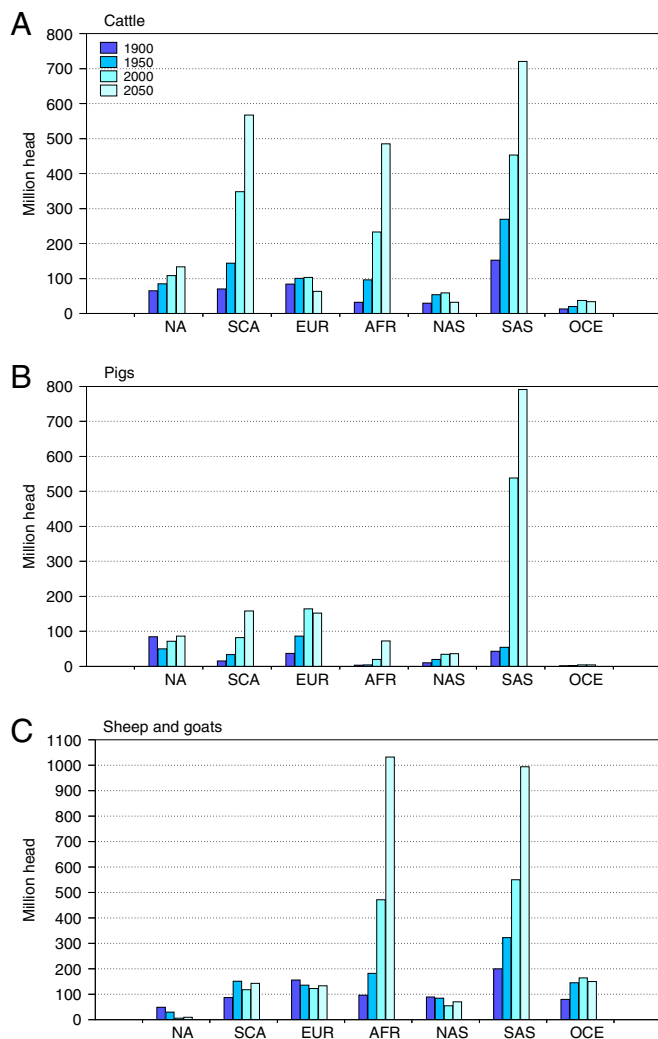 A
Cattle
800
700
600
500
400
300
200
100
0
Million head
1900
1950
2000
2050
NA SCA EUR AFR NAS SAS OCE
B
Pigs
800
700
600
500
400
300
200
100
0
Million head
NA SCA EUR AFR NAS SAS OCE
C
Sheep and goats
1100
1000
900
800
700
600
500
400
300
200
100
0
Million head
NA SCA EUR AFR NAS SAS OCE